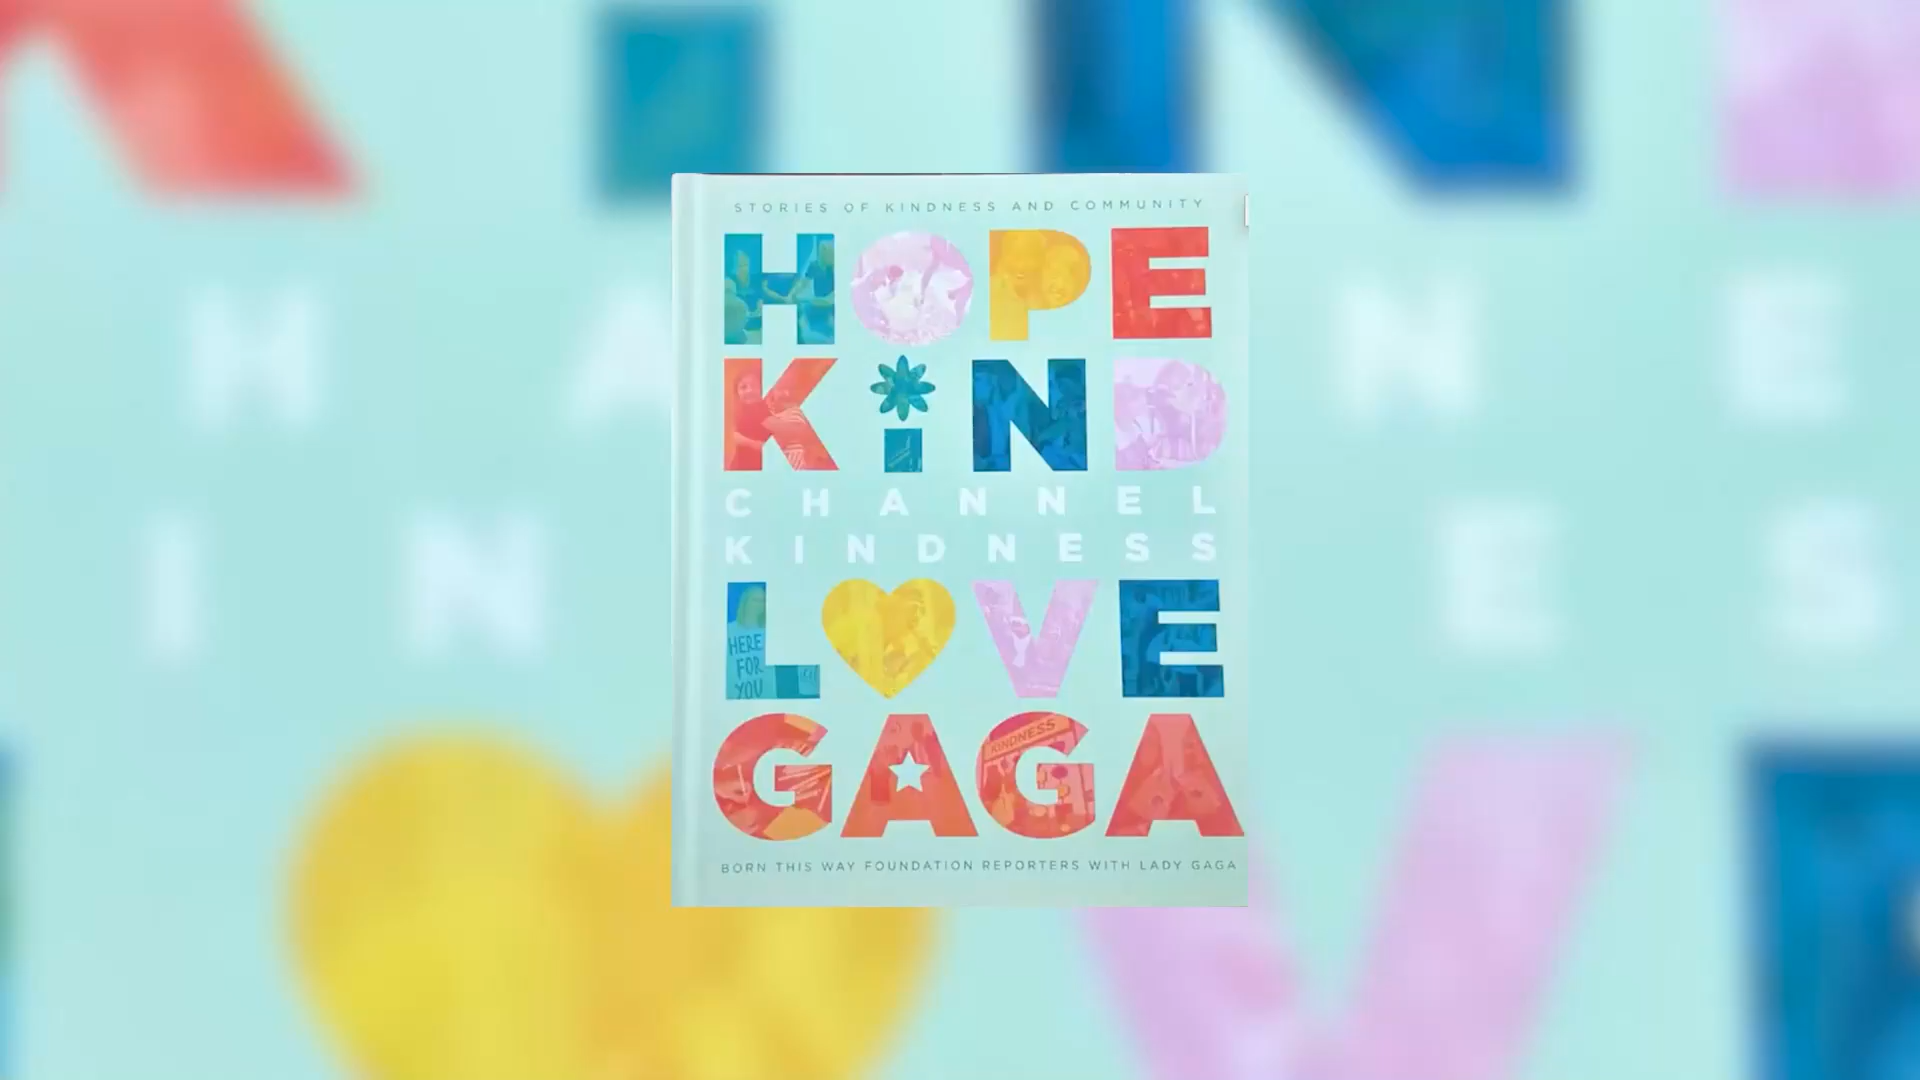 STORIES OF KINDNESS AND COMMUNITY
HOPE
KiND
CHANNEL
KINDNESS
LOVE
HERE
FOR
YOU
GAGA
KINDNESS
BORN THIS WAY FOUNDATION REPORTERS WITH LADY GAGA